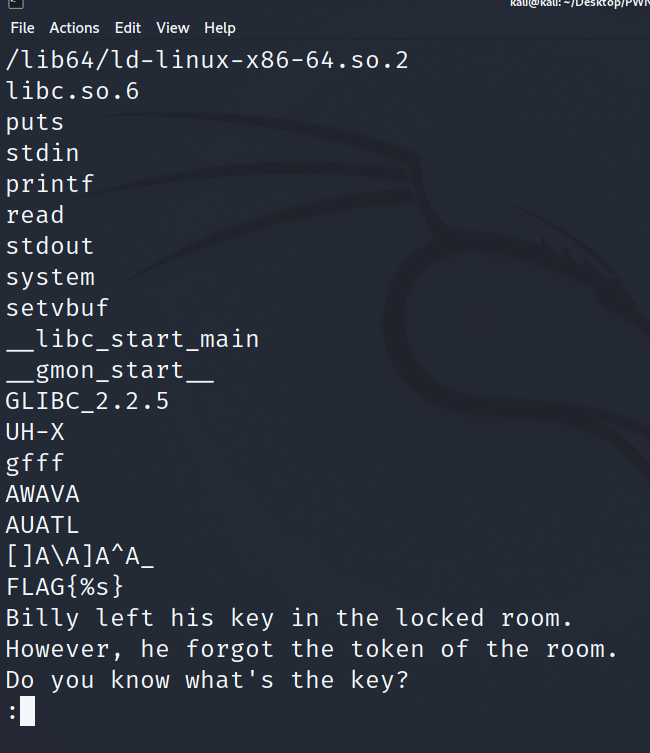 kali@kali: ~/Desktop/PWN
File Actions Edit View Help
/lib64/ld-linux-x86-64.so.2
libc.so.6
puts
stdin
printf
read
stdout
system
setvbuf
__libc_start_main
__gmon_start__
GLIBC_2.2.5
UH-X
gfff
AWAVA
AUATL
[]A\A]A^A_
FLAG{%s}
Billy left his key in the locked room.
However, he forgot the token of the room.
Do you know what's the key?
: